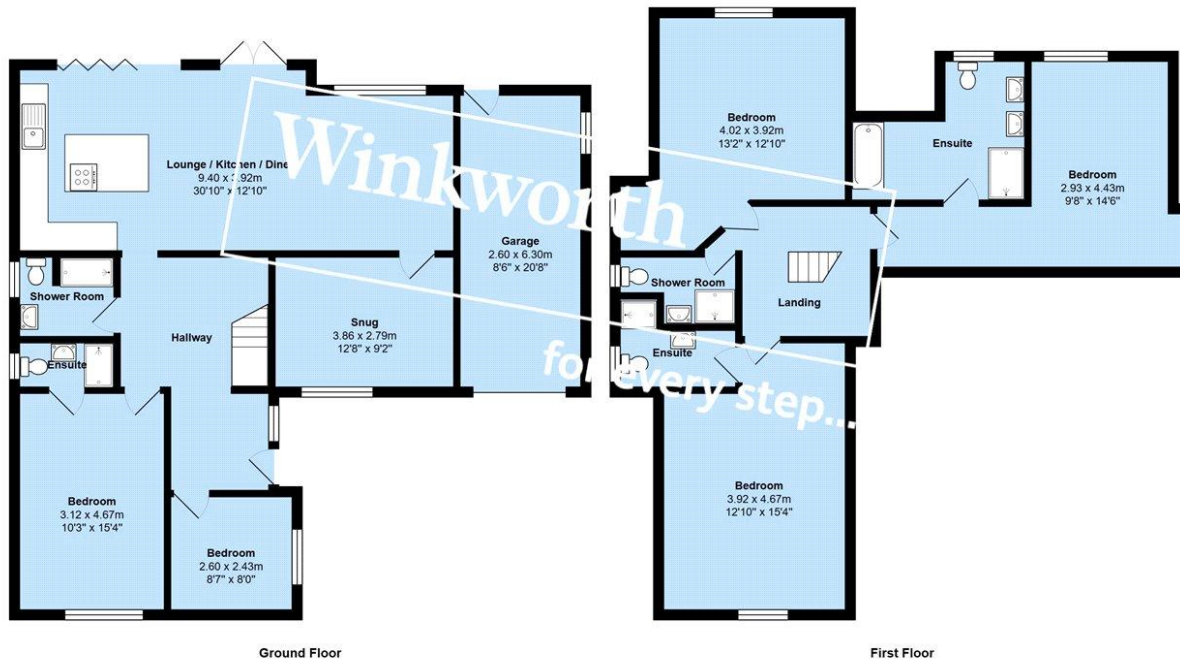 Lounge / Kitchen / Diner
9.40 x 3.92m
30'10" x 12'10"
Winkworth
for every step...
Garage
2.60 x 6.30m
8'6" x 20'8"
Shower Room
Ensuite
Hallway
Snug
3.86 x 2.79m
12'8" x 9'2"
Bedroom
3.12 x 4.67m
10'3" x 15'4"
Bedroom
2.60 x 2.43m
8'7" x 8'0"
Ground Floor
Bedroom
4.02 x 3.92m
13'2" x 12'10"
Ensuite
Bedroom
2.93 x 4.43m
9'8" x 14'6"
Shower Room
Landing
Ensuite
Bedroom
3.92 x 4.67m
12'10" x 15'4"
First Floor